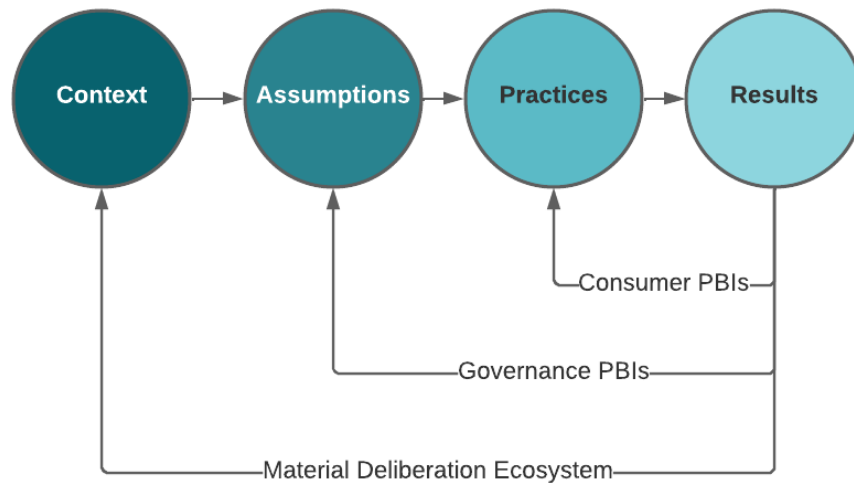 Context
Assumptions
Practices
Results
Consumer PBIs
Governance PBIs
Material Deliberation Ecosystem